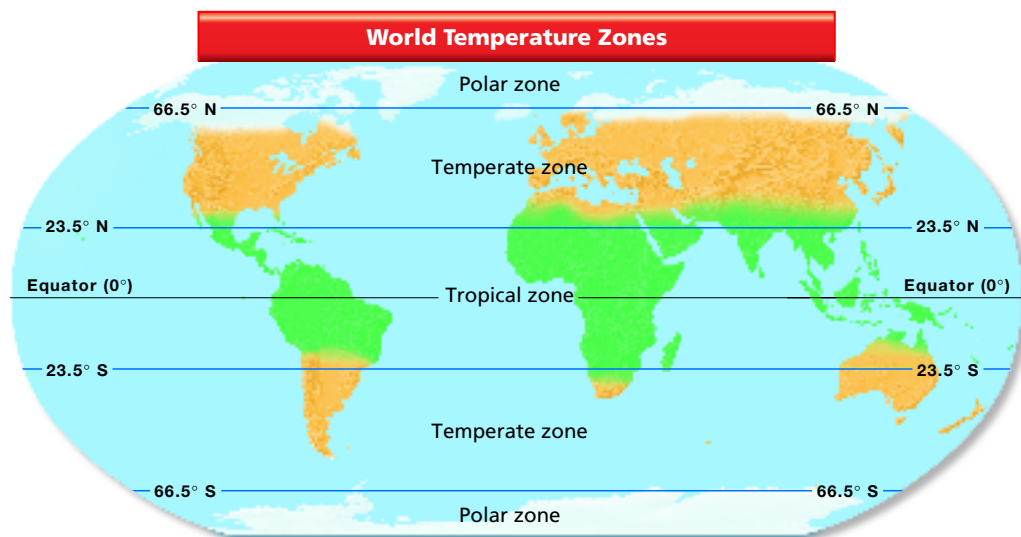 World Temperature Zones
Polar zone
66.5° N 66.5° N
Temperate zone
23.5° N 23.5° N
Equator (0°) Tropical zone Equator (0°)
23.5° S 23.5° S
Temperate zone
66.5° S 66.5° S
Polar zone